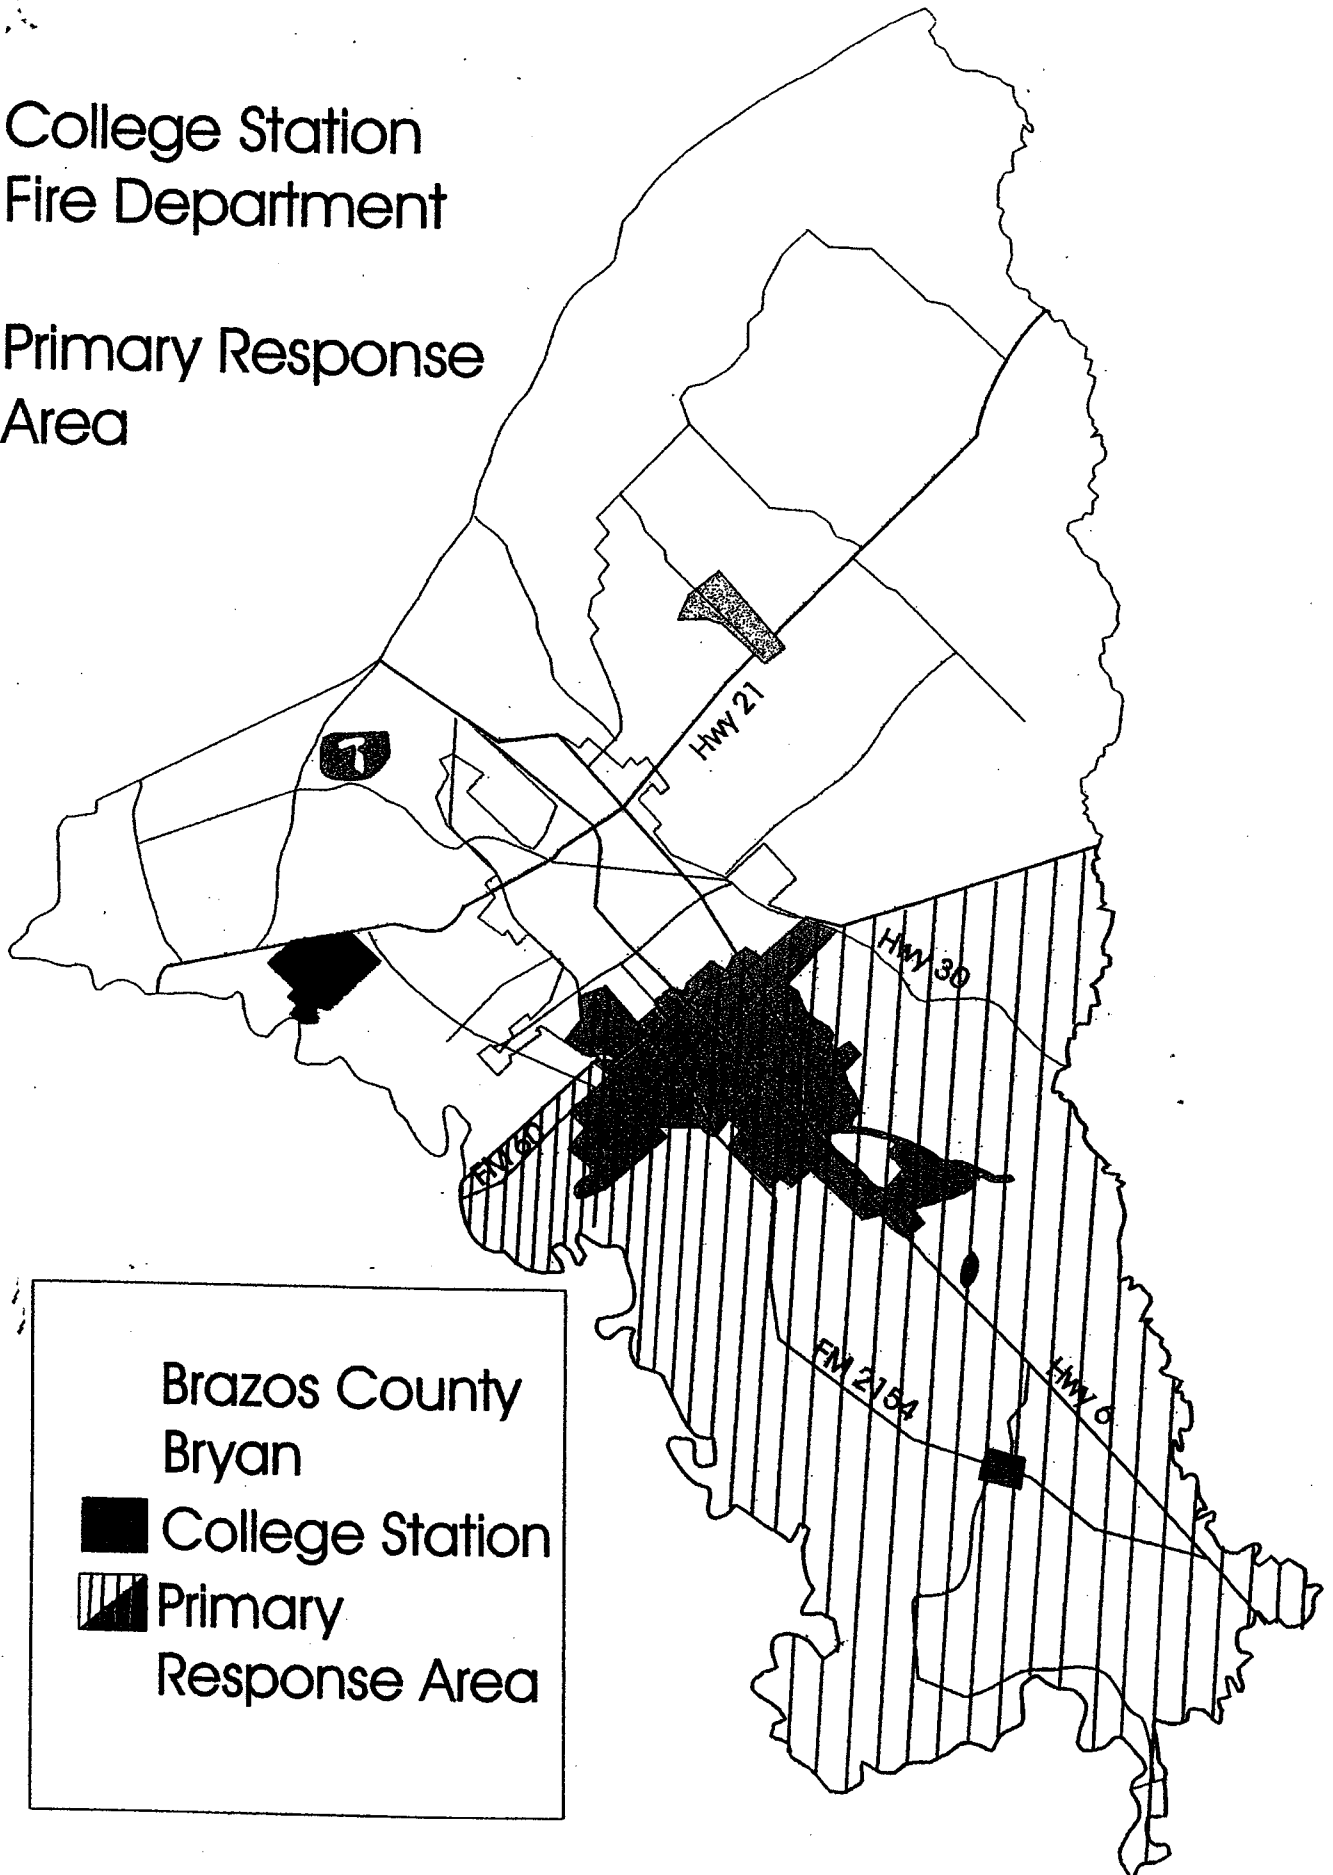 College Station
Fire Department
Primary Response
Area
Hwy 21
Hwy 30
FM 60
FM 2154
Hwy 6
Brazos County
Bryan
College Station
Primary
Response Area